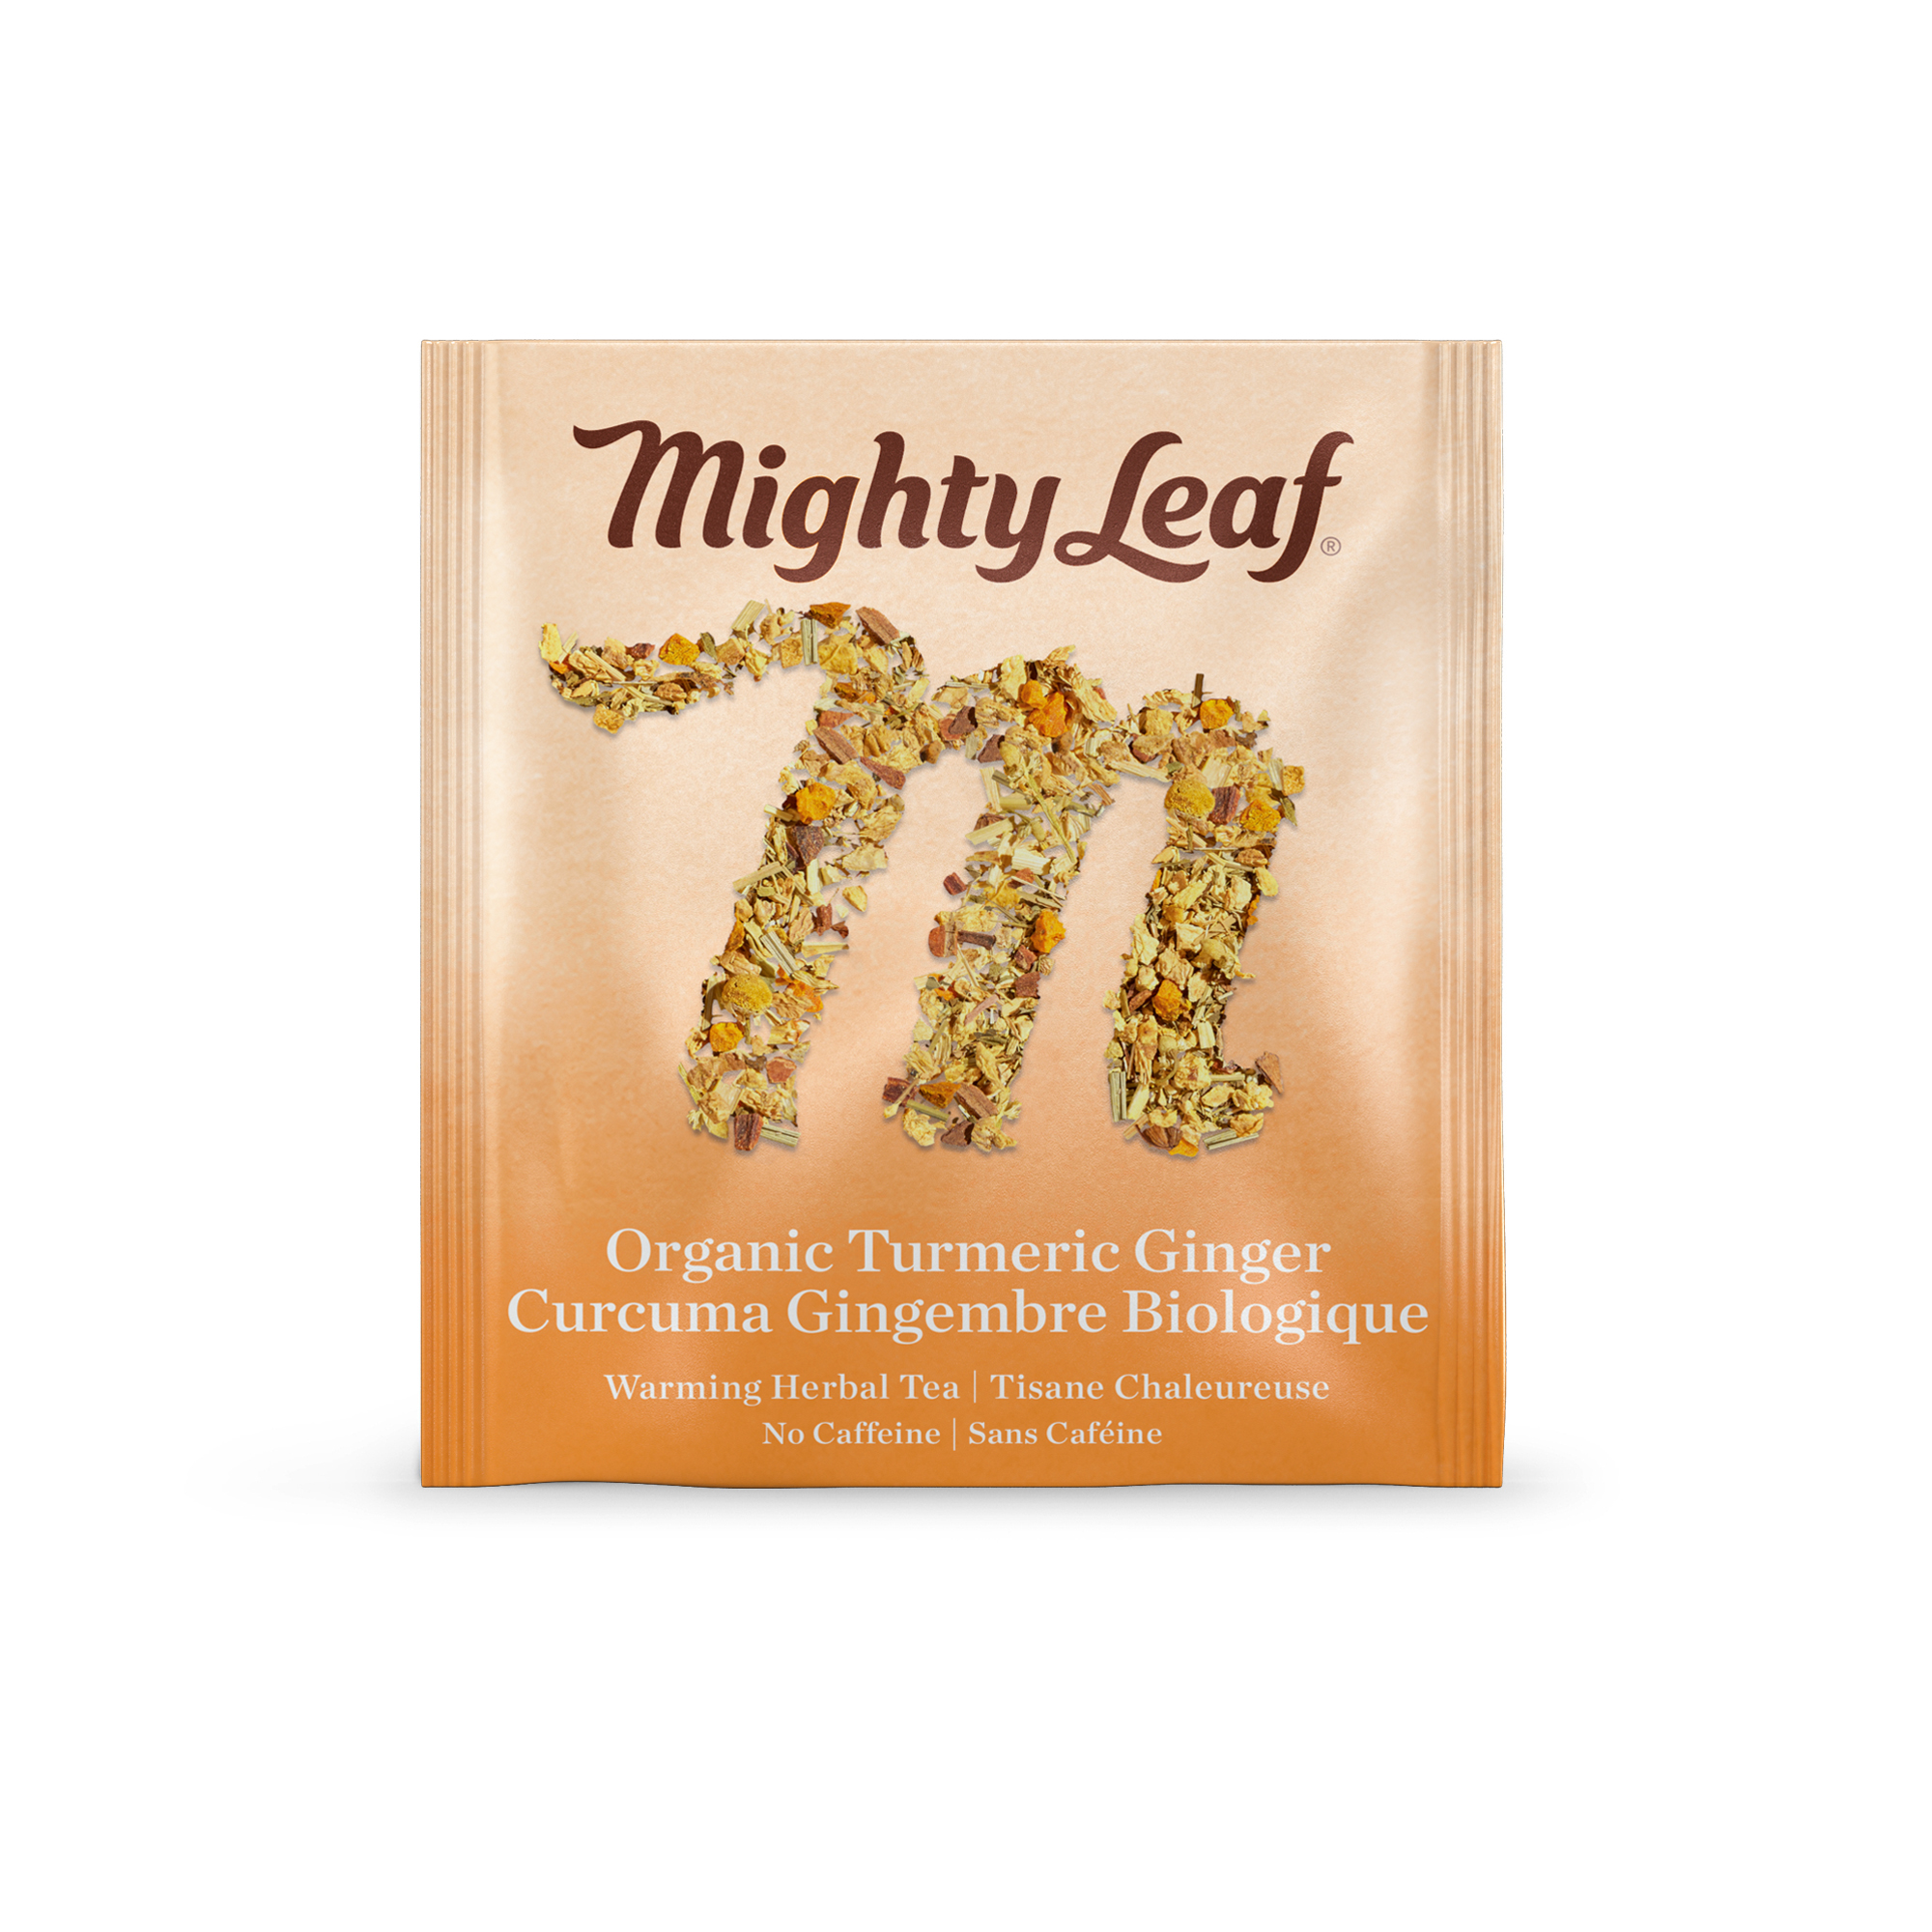 Mighty Leaf®
m
Organic Turmeric Ginger
Curcuma Gingembre Biologique
Warming Herbal Tea | Tisane Chaleureuse
No Caffeine | Sans Caféine